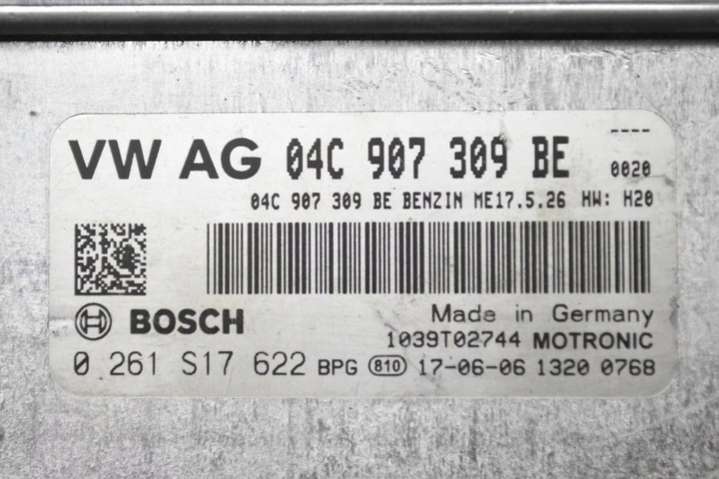 ----
VW AG 04C 907 309 BE 0020
04C 907 309 BE BENZIN ME17.5.26 HW: H20
BOSCH Made in Germany
1039T02744 MOTRONIC
0 261 S17 622 BPG 810 17-06-06 1320 0768